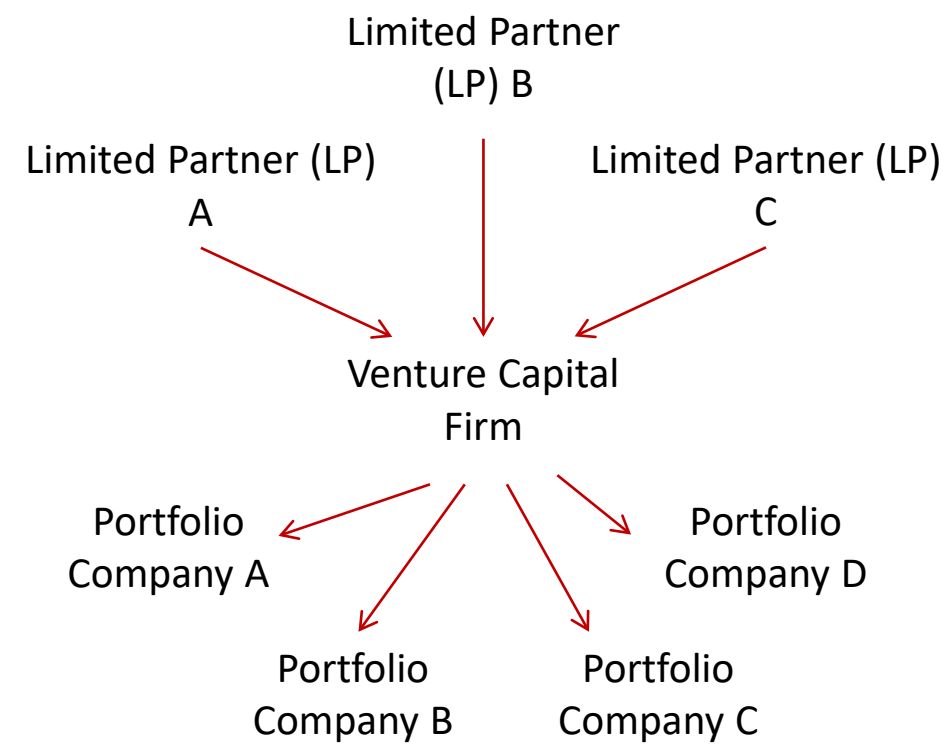 Limited Partner
(LP) B
Limited Partner (LP)
A
Limited Partner (LP)
C
Venture Capital
Firm
Portfolio
Company A
Portfolio
Company D
Portfolio
Company B
Portfolio
Company C